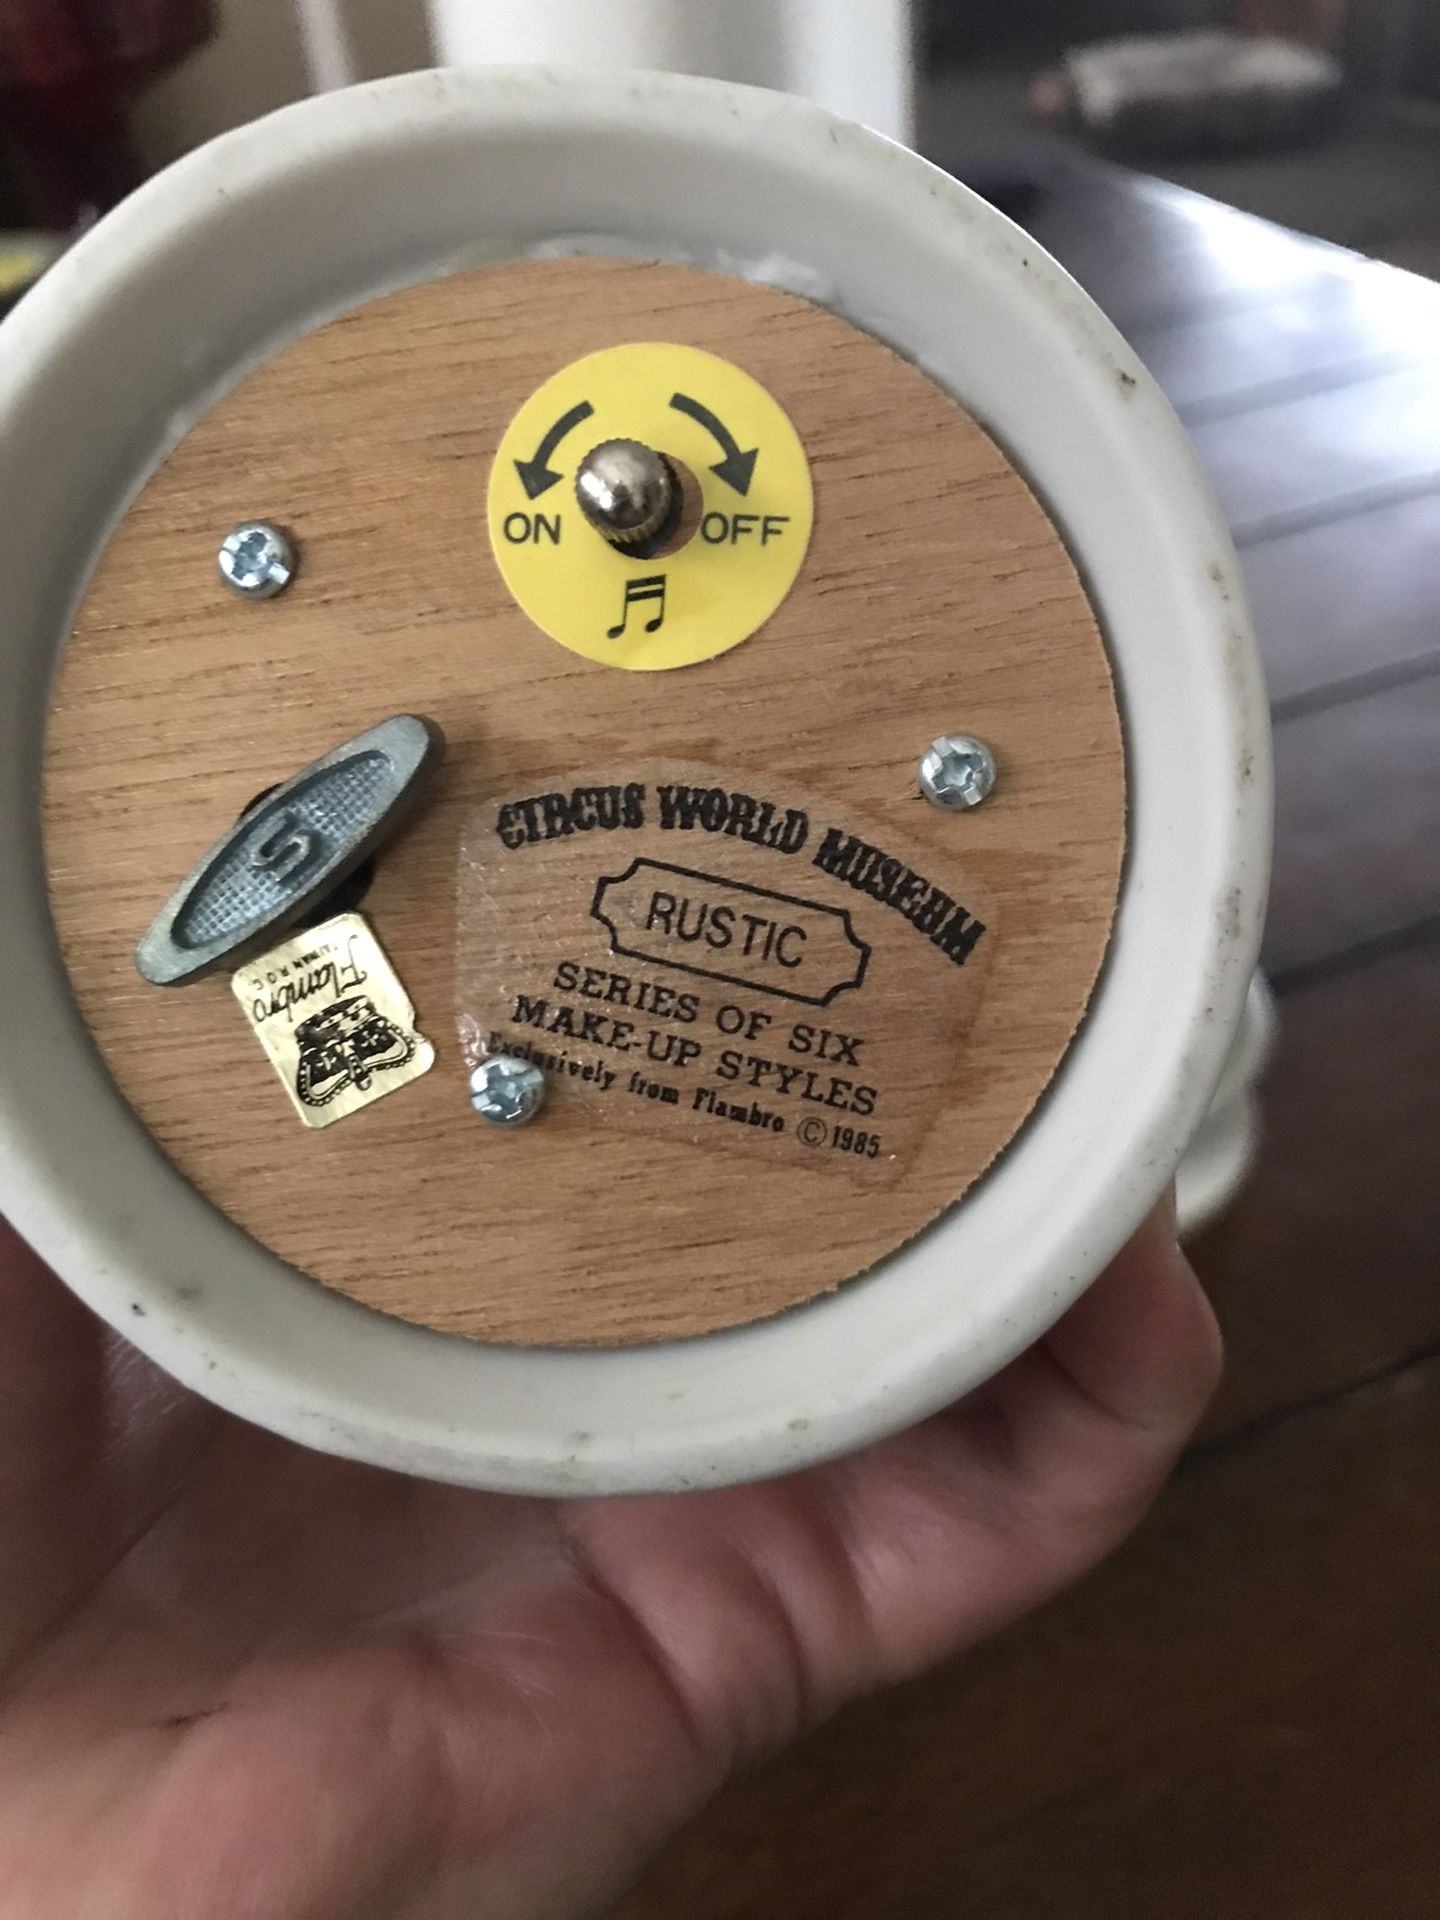 ON OFF
S
CIRCUS WORLD MUSEUM
RUSTIC
SERIES OF SIX
MAKE-UP STYLES
Exclusively from Flambro © 1985
Flambro
TAIWAN R.O.C.